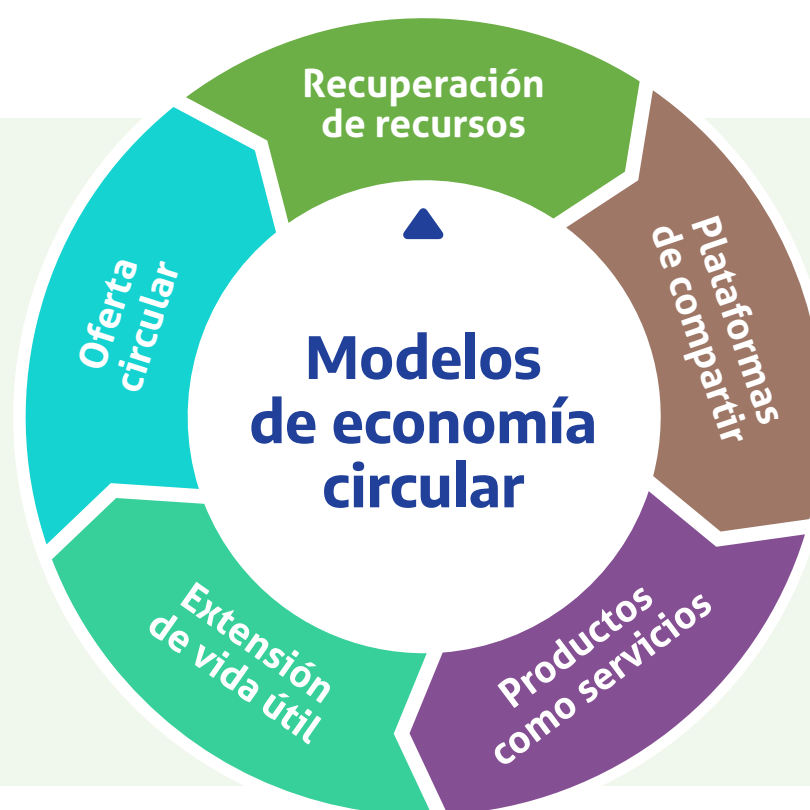 Recuperación
de recursos
Plataformas
de compartir
Productos
como servicios
Extensión
de vida útil
Oferta
circular
Modelos
de economía
circular